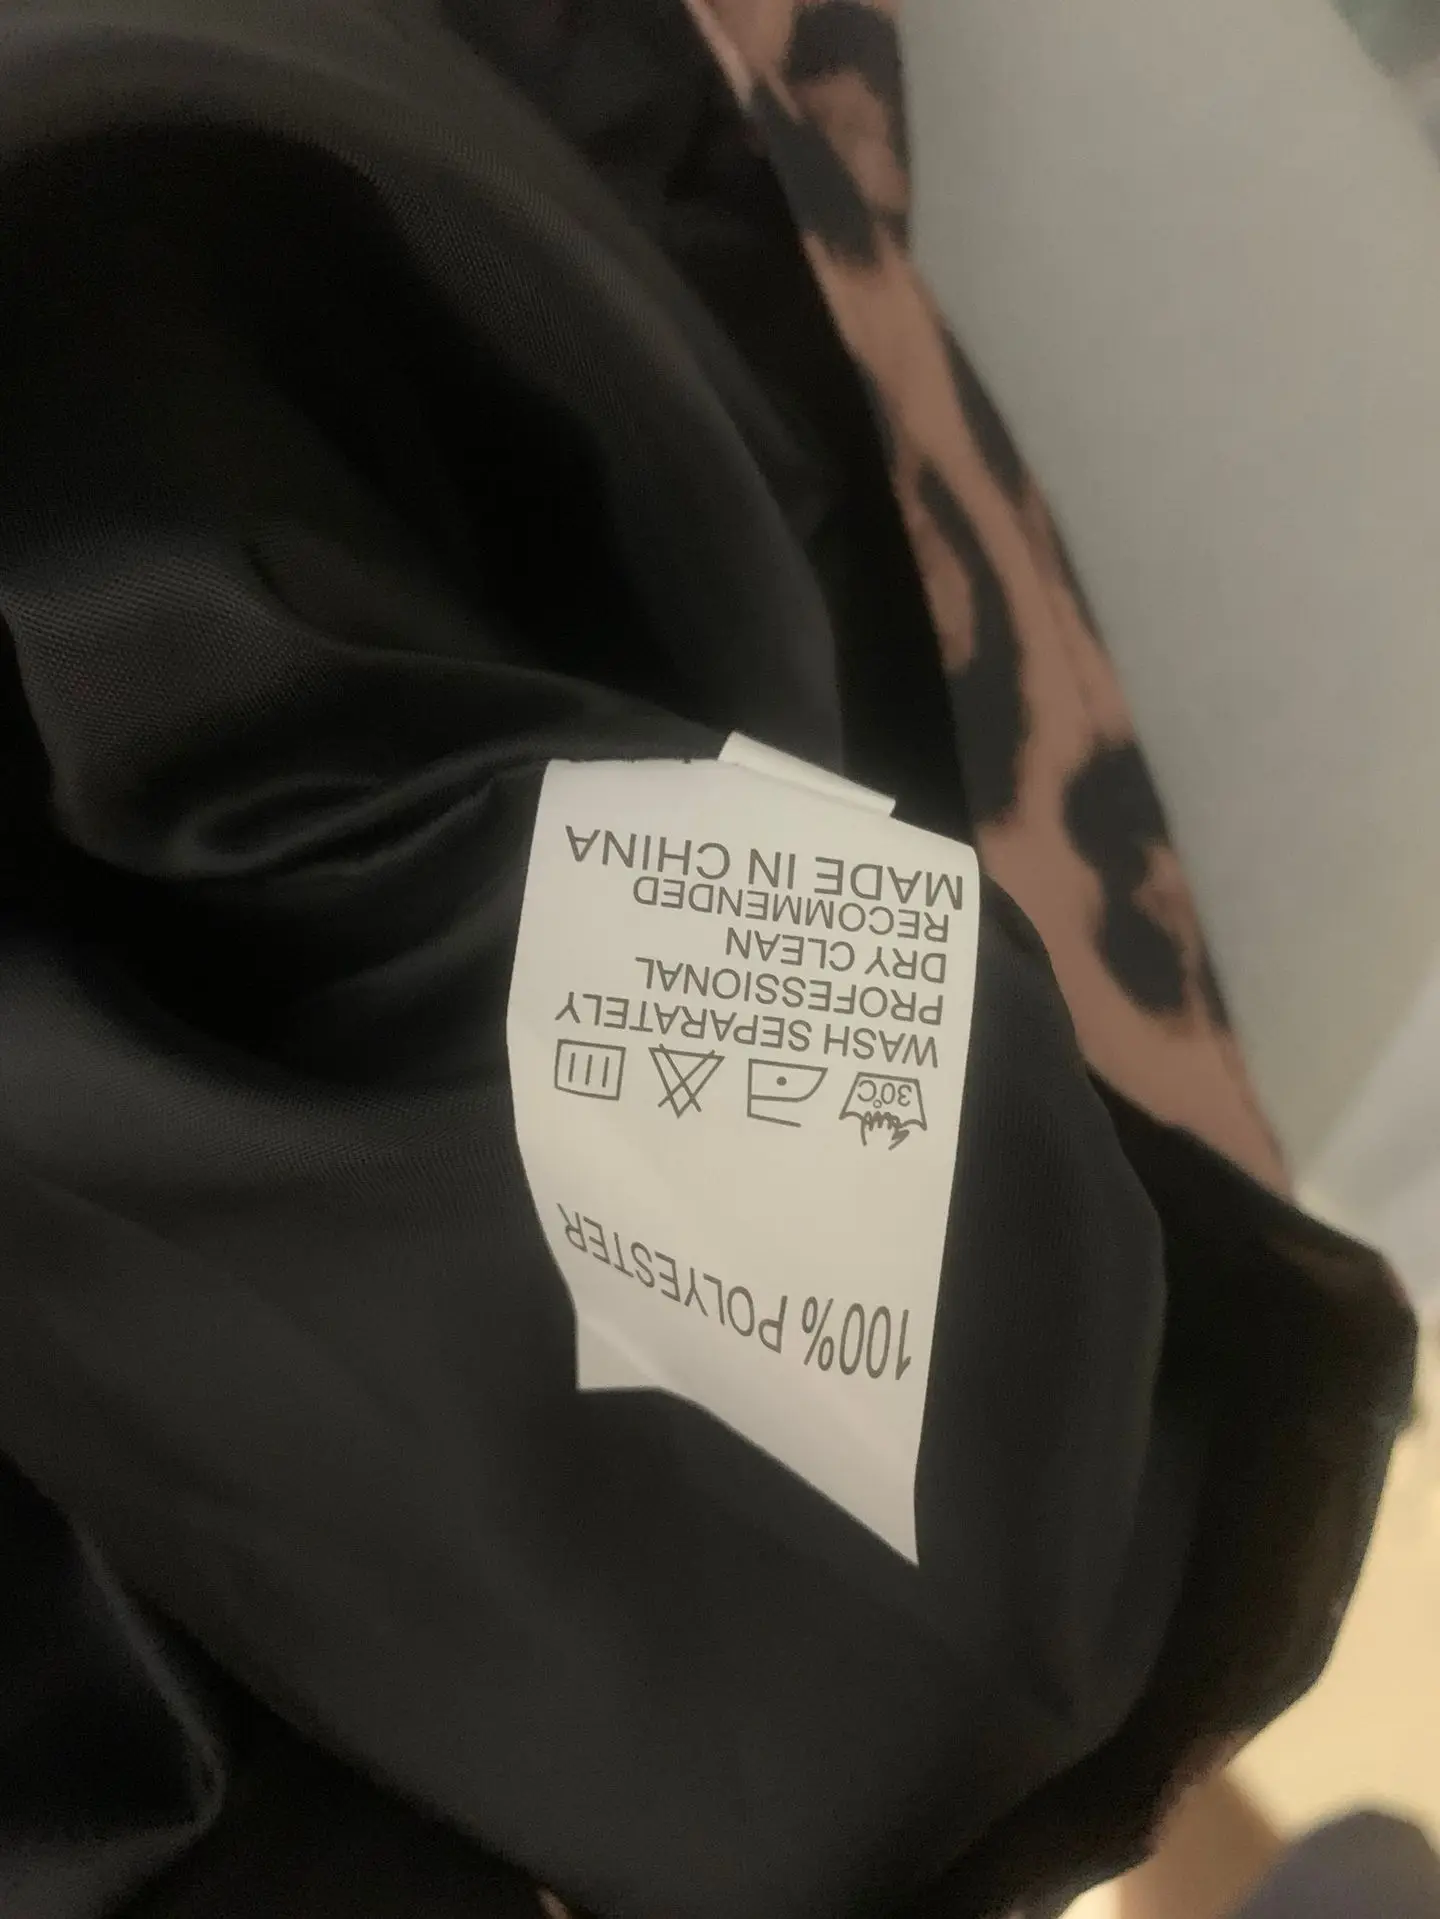 100% POLYESTER
30°C
WASH SEPARATELY
PROFESSIONAL
DRY CLEAN
RECOMMENDED
MADE IN CHINA